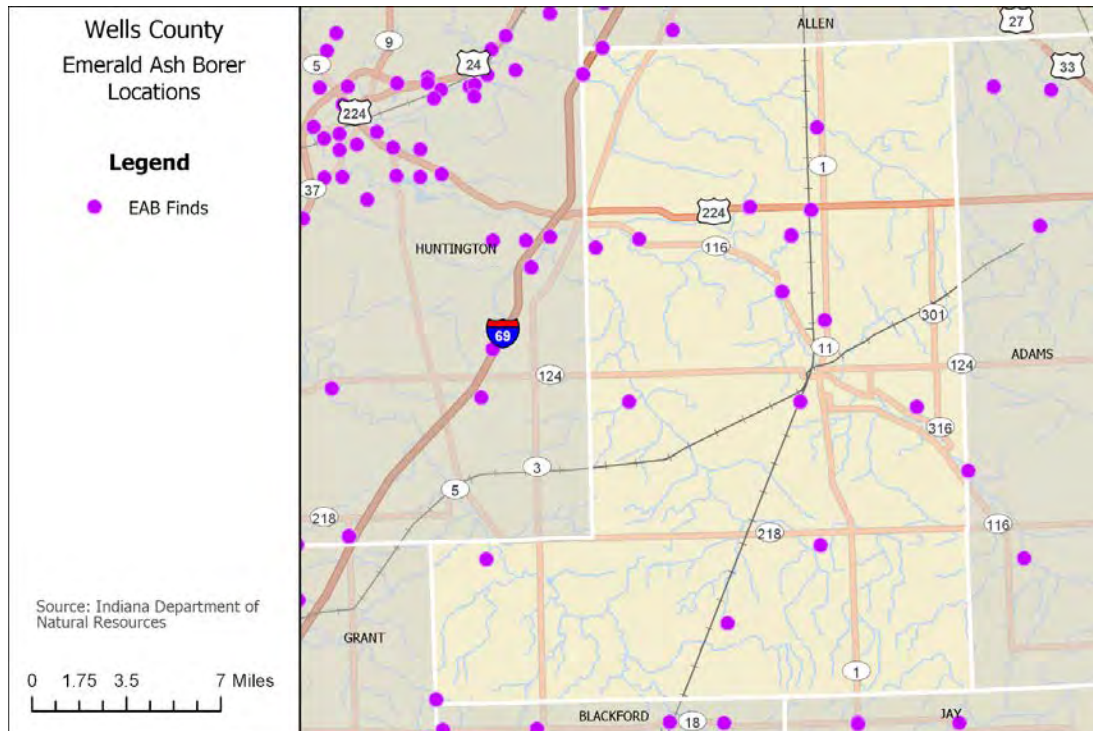 Wells County
Emerald Ash Borer
Locations
Legend
EAB Finds
Source: Indiana Department of
Natural Resources
0 1.75 3.5 7 Miles
ALLEN
27
9
5
24
33
224
1
37
224
HUNTINGTON
116
301
69
11
ADAMS
124
124
316
3
5
218
218
116
GRANT
1
BLACKFORD
18
JAY